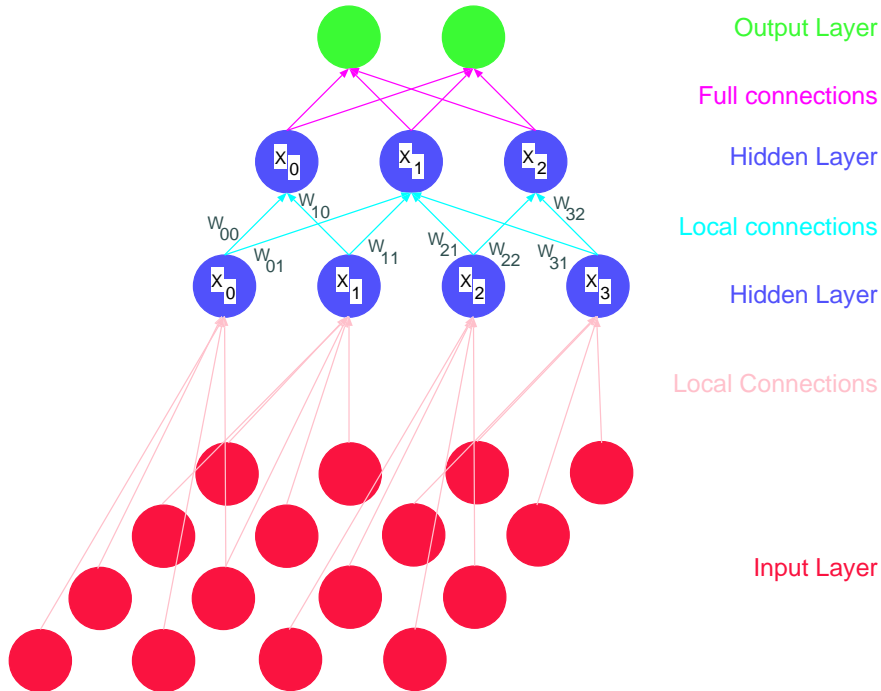 Output Layer
Full connections
X0 X1 X2 Hidden Layer
W00 W10 W01 W11 W21 W22 W31 W32 Local connections
X0 X1 X2 X3 Hidden Layer
Local Connections
Input Layer